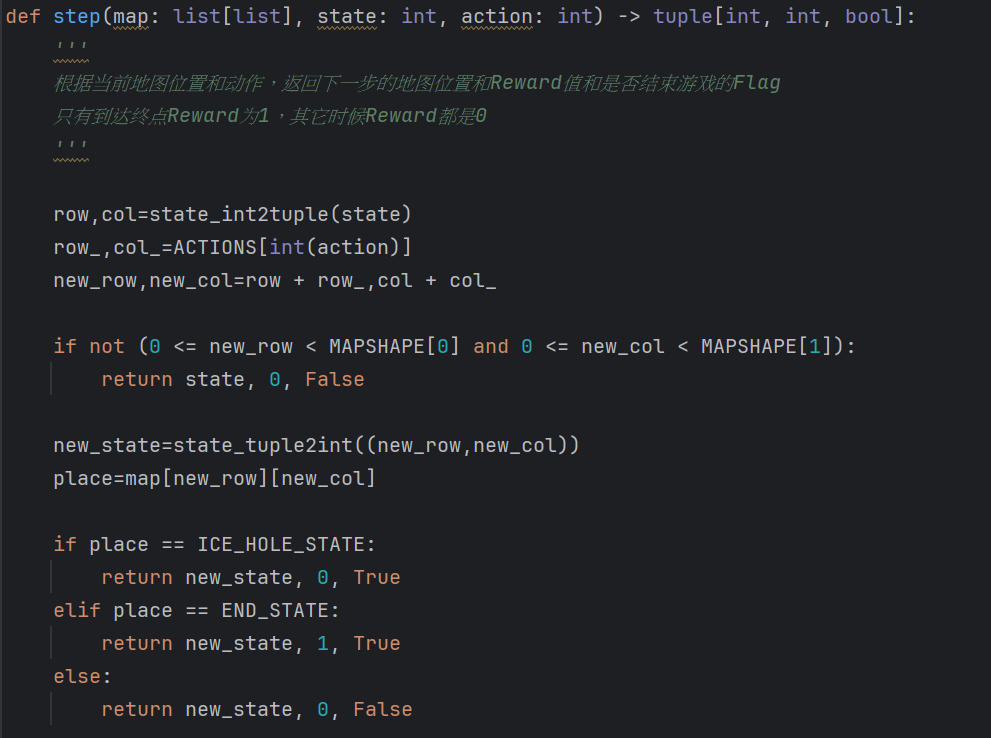 def step(map: list[list], state: int, action: int) -> tuple[int, int, bool]:
    '''
    根据当前地图位置和动作，返回下一步的地图位置和Reward值和是否结束游戏的Flag
    只有到达终点Reward为1，其它时候Reward都是0
    '''
    row,col=state_int2tuple(state)
    row_,col_=ACTIONS[int(action)]
    new_row,new_col=row + row_,col + col_
    if not (0 <= new_row < MAPSHAPE[0] and 0 <= new_col < MAPSHAPE[1]):
        return state, 0, False
    new_state=state_tuple2int((new_row,new_col))
    place=map[new_row][new_col]
    if place == ICE_HOLE_STATE:
        return new_state, 0, True
    elif place == END_STATE:
        return new_state, 1, True
    else:
        return new_state, 0, False